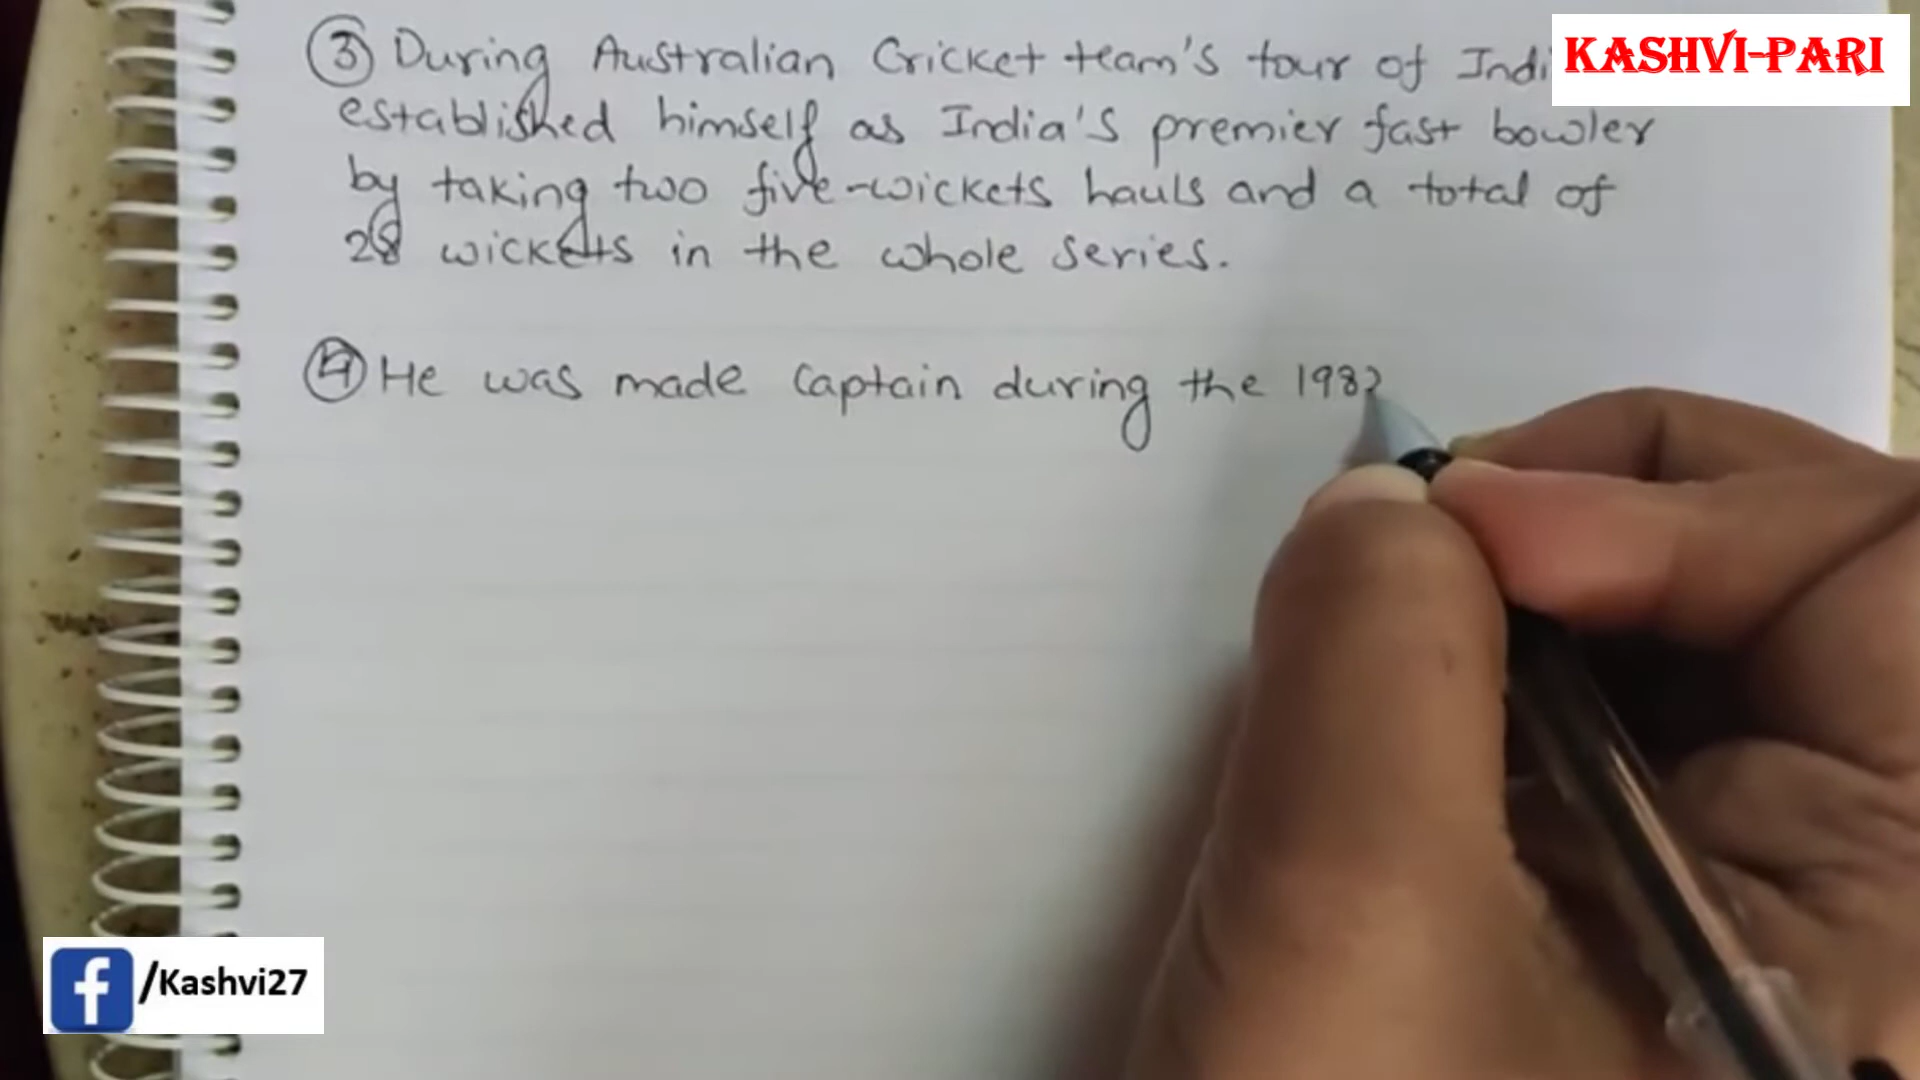 ③ During Australian Cricket team's tour of Indi
KASHVI-PARI
established himself as India's premier fast bowler
by taking two five-wickets hauls and a total of
28 wickets in the whole series.
④ He was made Captain during the 1982
/Kashvi27